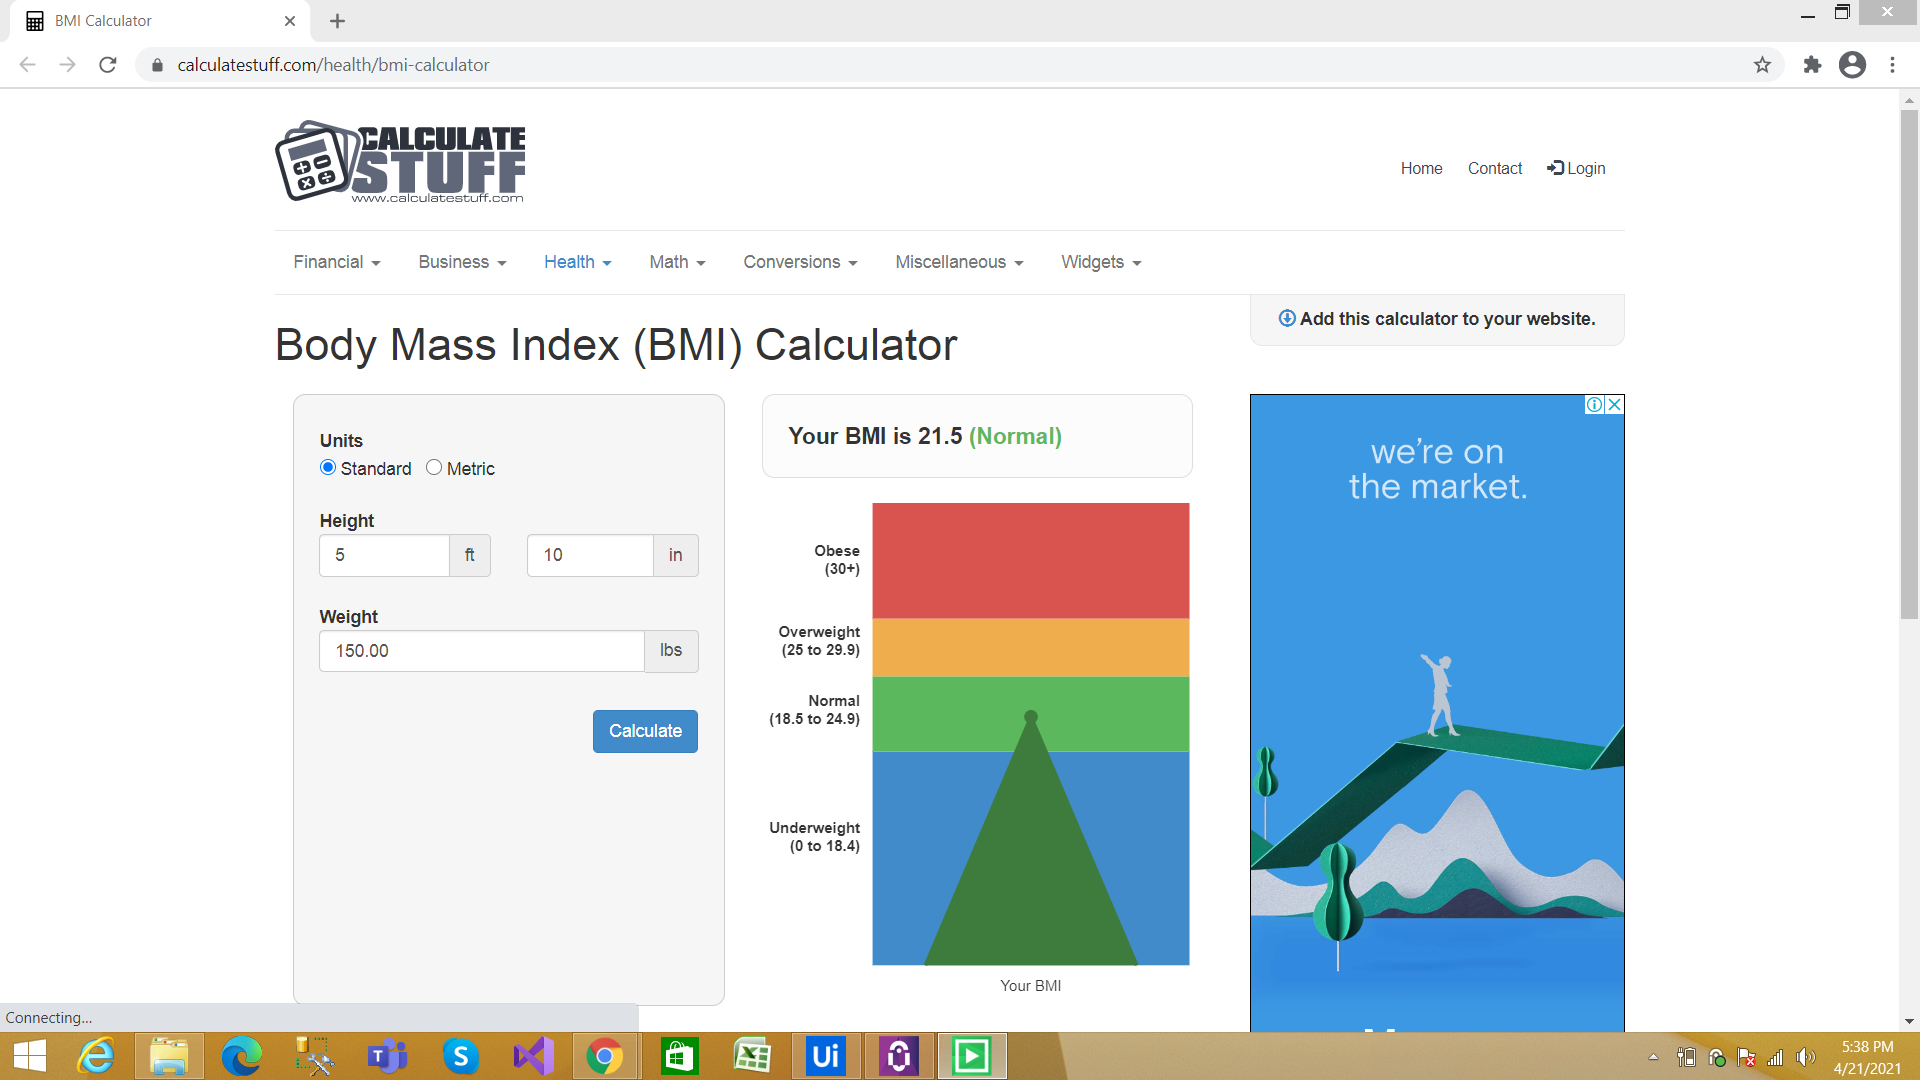 BMI Calculator
calculatestuff.com/health/bmi-calculator
CALCULATE
STUFF
www.calculatestuff.com
Home Contact Login
Financial Business Health Math Conversions Miscellaneous Widgets
Add this calculator to your website.
Body Mass Index (BMI) Calculator
Units
Standard Metric
Height
5 ft 10 in
Weight
150.00 lbs
Calculate
Your BMI is 21.5 (Normal)
Obese
(30+)
Overweight
(25 to 29.9)
Normal
(18.5 to 24.9)
Underweight
(0 to 18.4)
Your BMI
we're on
the market.
Connecting...
Ui
5:38 PM
4/21/2021